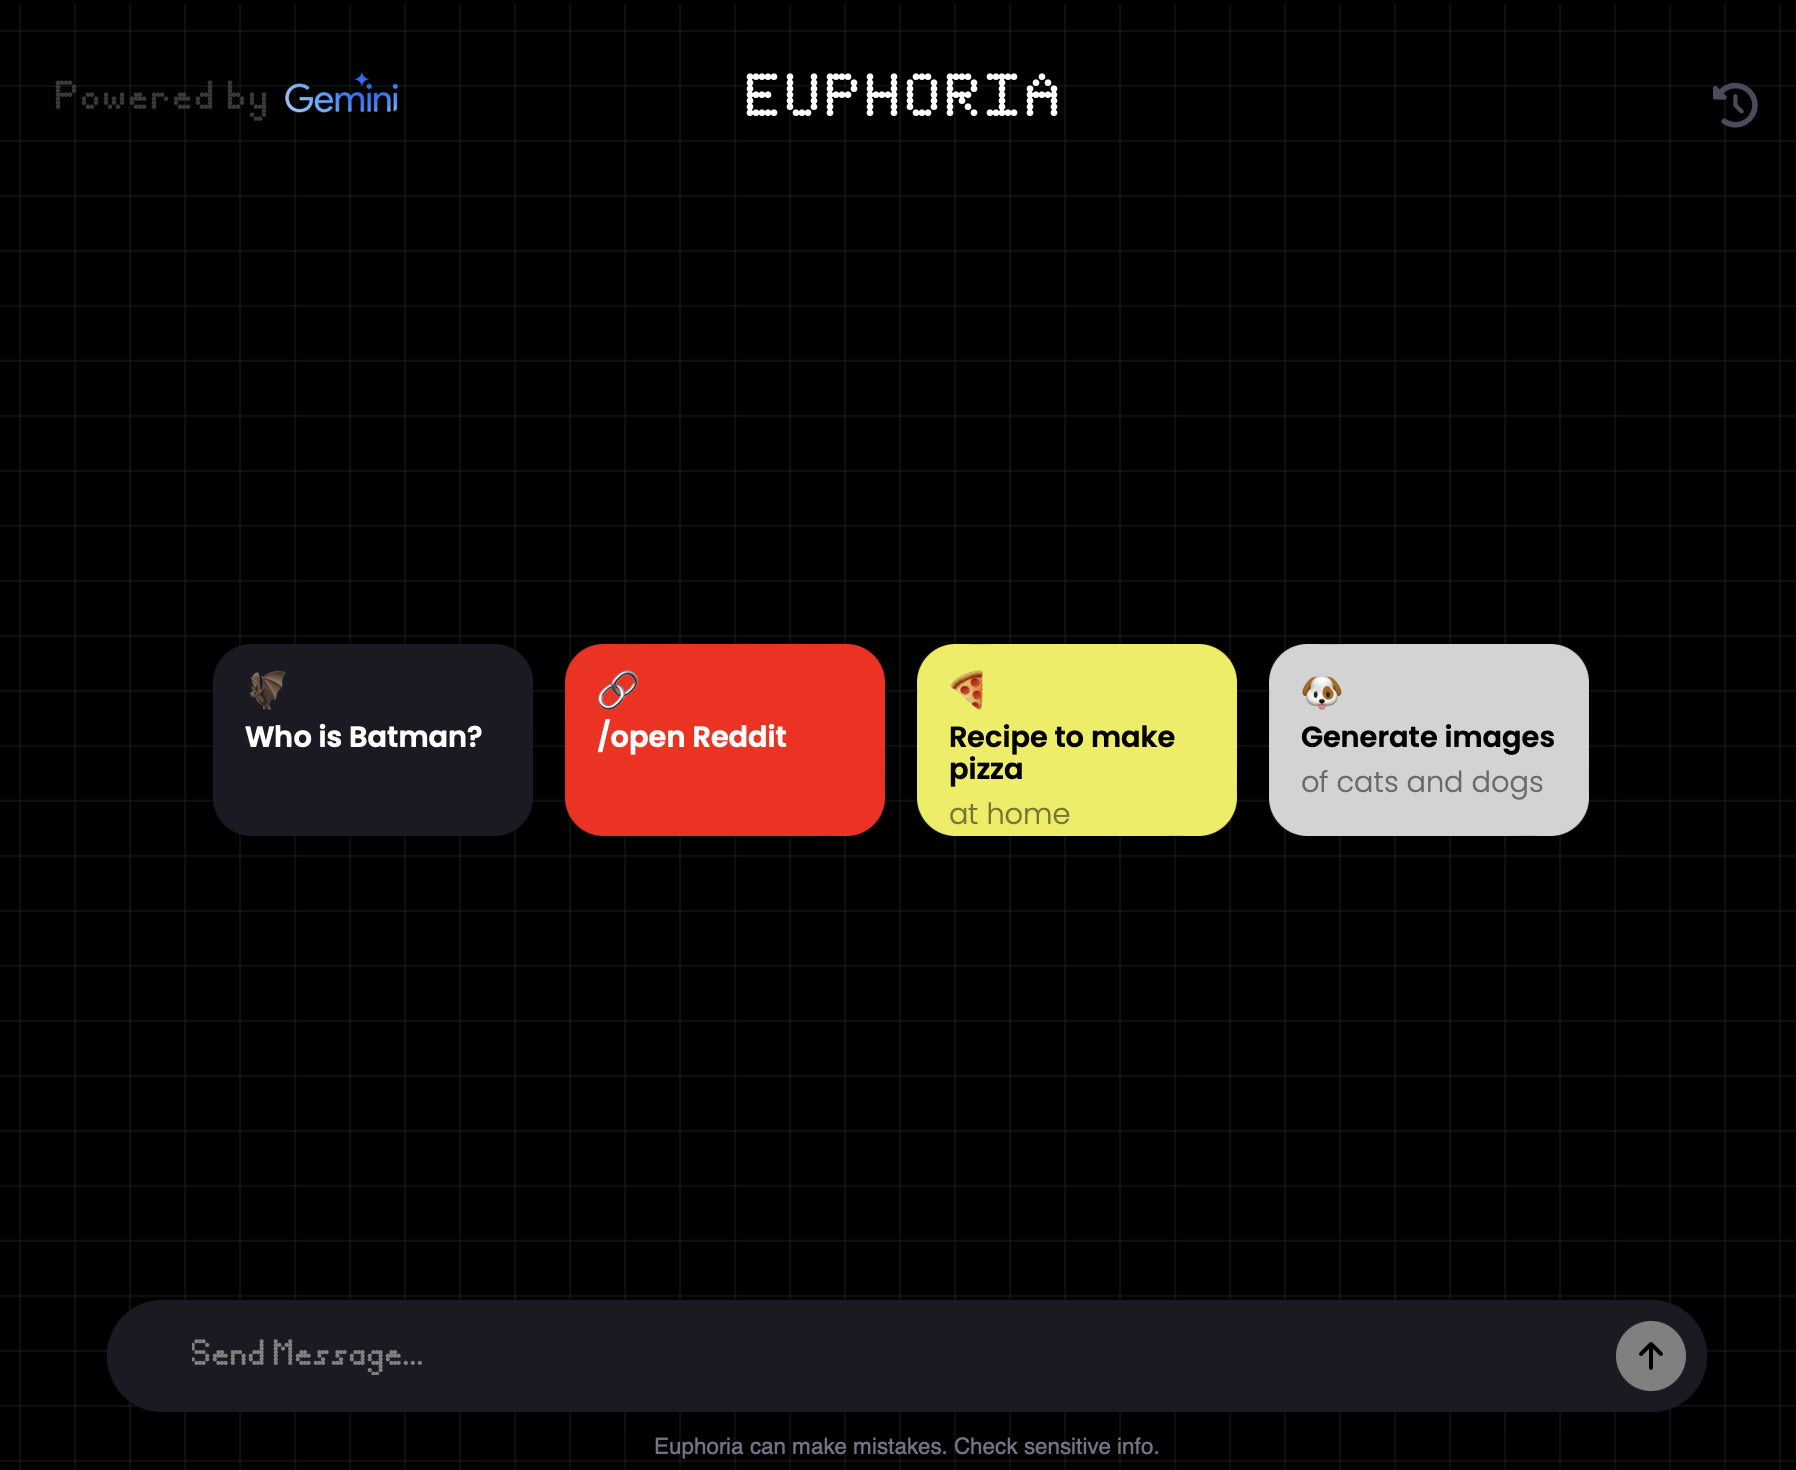 Powered by Gemini
EUPHORIA
Who is Batman?
/open Reddit
Recipe to make
pizza
at home
Generate images
of cats and dogs
Send Message...
Euphoria can make mistakes. Check sensitive info.